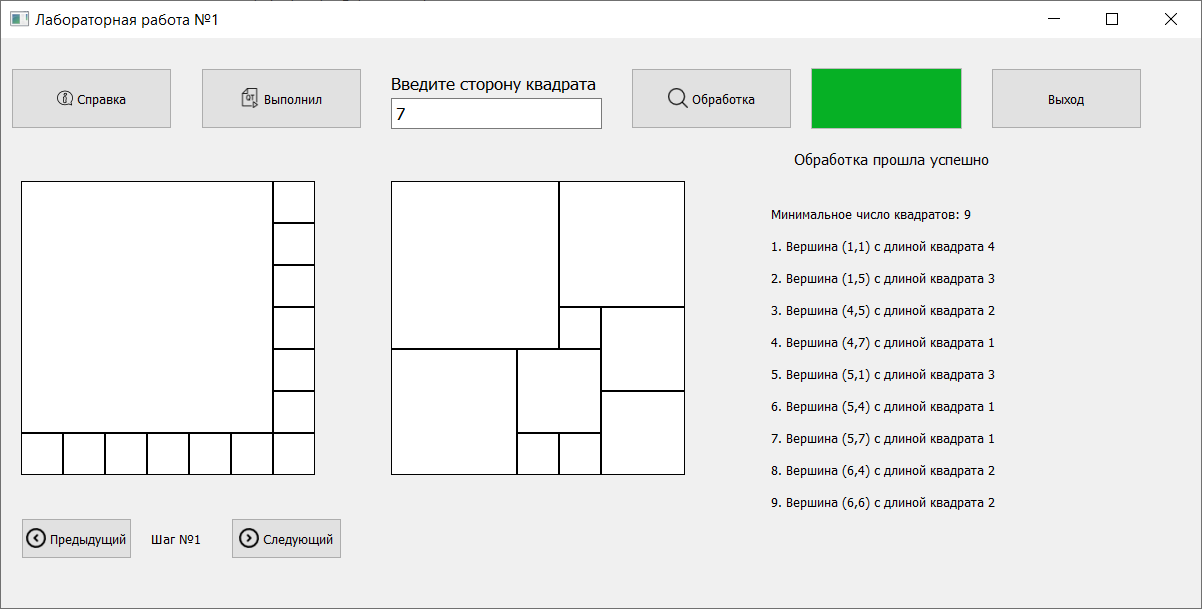 Лабораторная работа №1
Справка
Выполнил
Введите сторону квадрата
7
Обработка
Выход
Обработка прошла успешно
Минимальное число квадратов: 9
1. Вершина (1,1) с длиной квадрата 4
2. Вершина (1,5) с длиной квадрата 3
3. Вершина (4,5) с длиной квадрата 2
4. Вершина (4,7) с длиной квадрата 1
5. Вершина (5,1) с длиной квадрата 3
6. Вершина (5,4) с длиной квадрата 1
7. Вершина (5,7) с длиной квадрата 1
8. Вершина (6,4) с длиной квадрата 2
9. Вершина (6,6) с длиной квадрата 2
Предыдущий
Шаг №1
Следующий